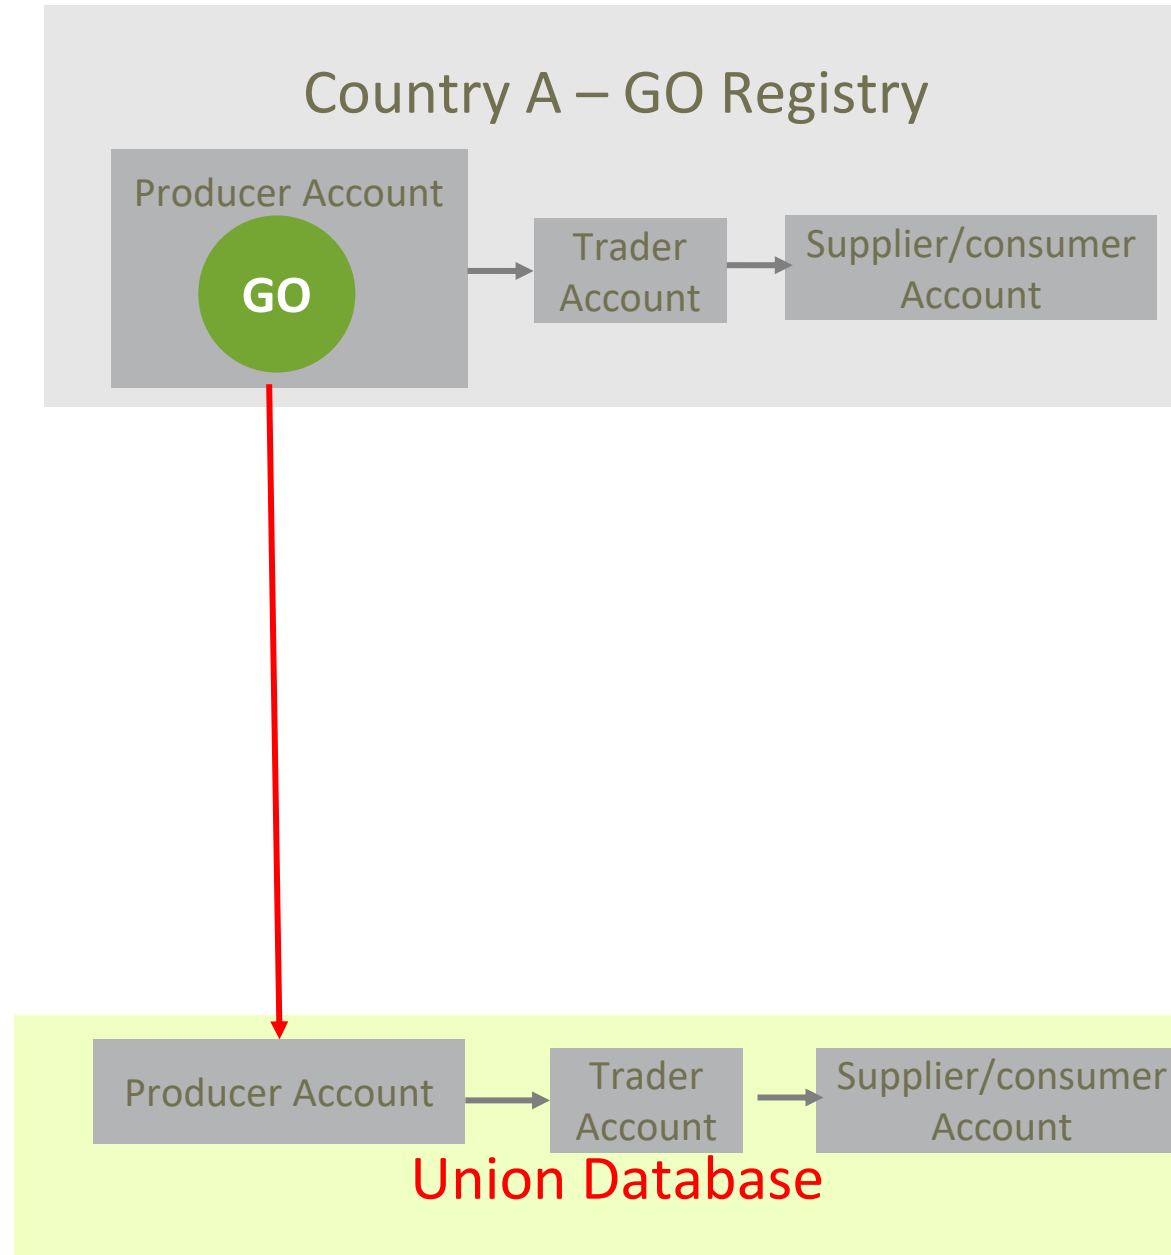 Country A – GO Registry
Producer Account
GO
Trader
Account
Supplier/consumer
Account
Producer Account
Trader
Account
Supplier/consumer
Account
Union Database